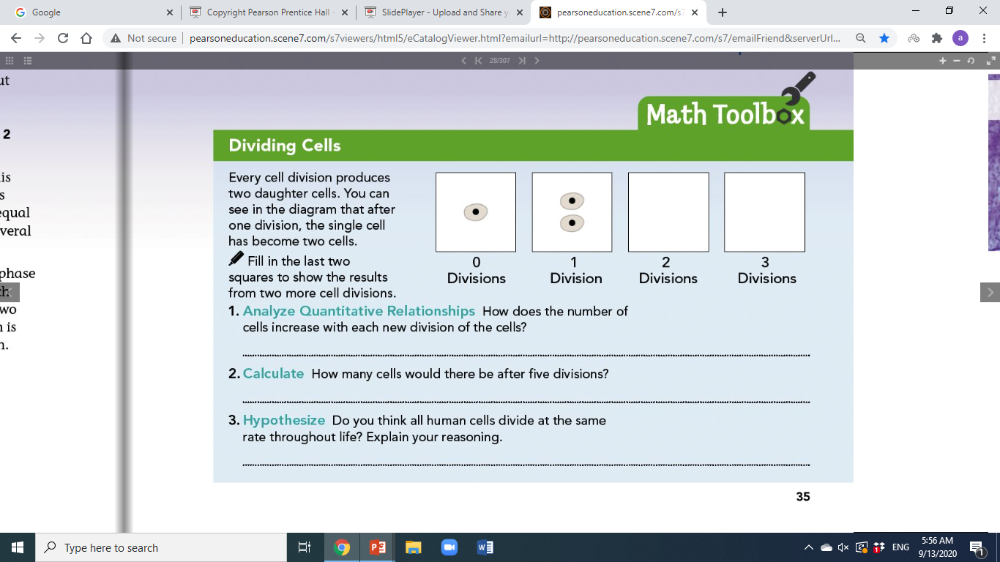 Google
Copyright Pearson Prentice Hall
SlidePlayer - Upload and Share y
pearsoneducation.scene7.com/s7
Not secure
pearsoneducation.scene7.com/s7viewers/html5/eCatalogViewer.html?emailurl=http://pearsoneducation.scene7.com/s7/emailFriend&serverUrl...
a
28/307
ut
2
is
s
equal
veral
phase
ch
wo
n is
n.
Math Toolbox
Dividing Cells
Every cell division produces
two daughter cells. You can
see in the diagram that after
one division, the single cell
has become two cells.
Fill in the last two
squares to show the results
from two more cell divisions.
0
Divisions
1
Division
2
Divisions
3
Divisions
1. Analyze Quantitative Relationships How does the number of
cells increase with each new division of the cells?
2. Calculate How many cells would there be after five divisions?
3. Hypothesize Do you think all human cells divide at the same
rate throughout life? Explain your reasoning.
35
Type here to search
ENG
5:56 AM
9/13/2020
1
1